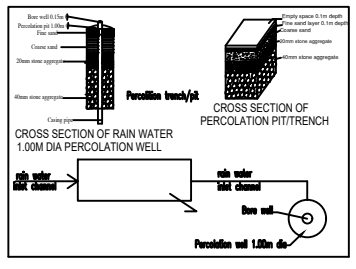 Bore well 0.15m
Percolation pit 1.00m
Fine sand
Coarse sand
20mm stone aggregate
40mm stone aggregate
Casing pipe
Percolition trench/pit
CROSS SECTION OF RAIN WATER
1.00M DIA PERCOLATION WELL
Empty space 0.1m depth
Fine sand layer 0.1m depth
Coarse sand
20mm stone aggregate
40mm stone aggregate
CROSS SECTION OF
PERCOLATION PIT/TRENCH
rain water
inlet channel
rain water
inlet channel
Bore well
Percolation well 1.00m dia